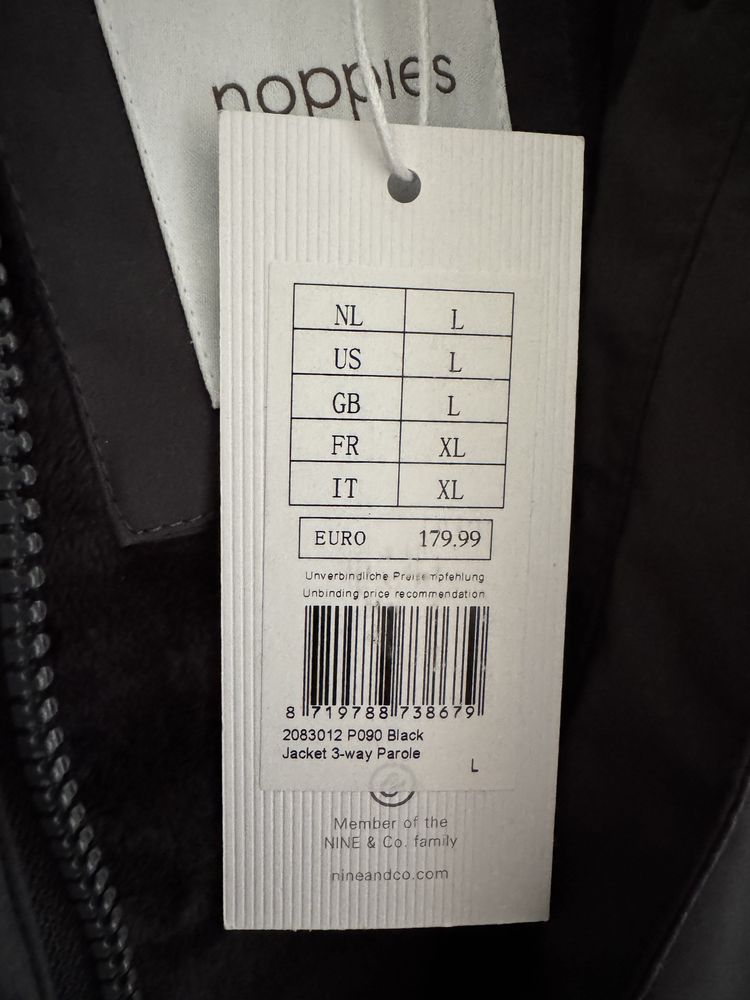 noppies
NL L
US L
GB L
FR XL
IT XL
EURO 179.99
Unverbindliche Preisempfehlung
Unbinding price recommendation
8 719788 738679
2083012 P090 Black
Jacket 3-way Parole
L
Member of the
NINE & Co. family
nineandco.com